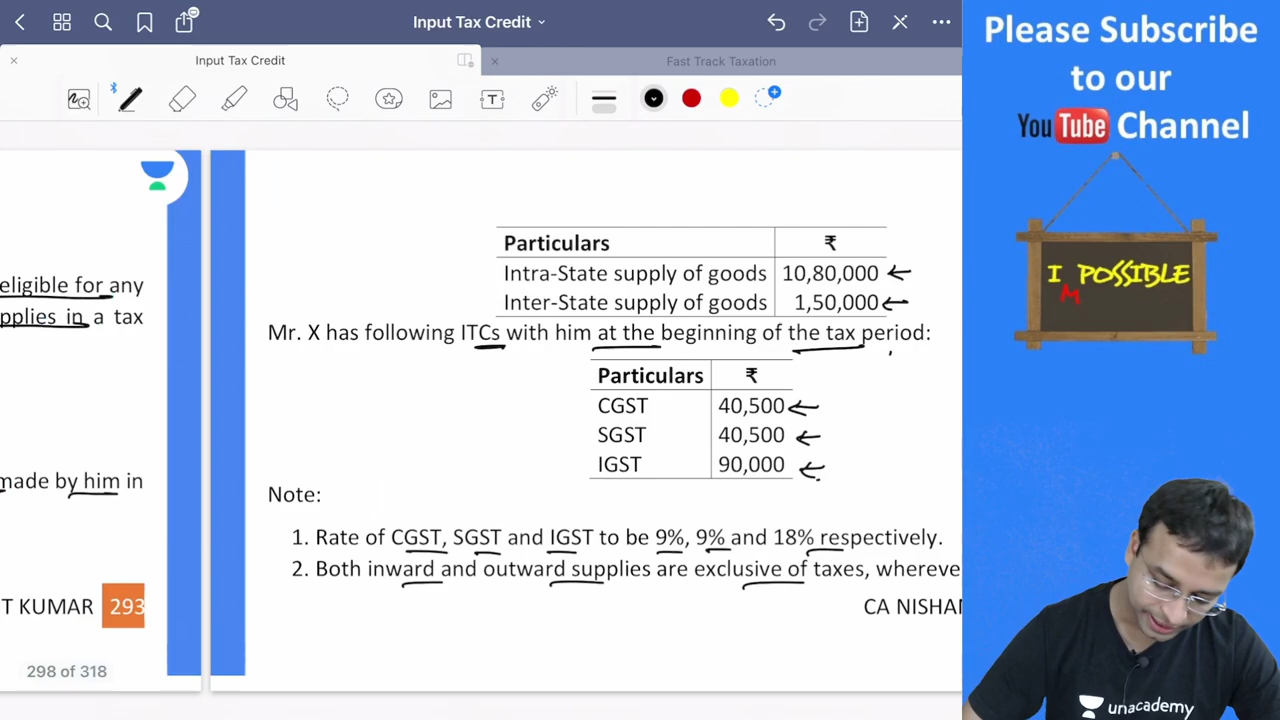 Input Tax Credit
Input Tax Credit
Fast Track Taxation
eligible for any
pplies in a tax
made by him in
T KUMAR 293
298 of 318
Particulars ₹
Intra-State supply of goods 10,80,000
Inter-State supply of goods 1,50,000
Mr. X has following ITCs with him at the beginning of the tax period:
Particulars ₹
CGST 40,500
SGST 40,500
IGST 90,000
Note:
1. Rate of CGST, SGST and IGST to be 9%, 9% and 18% respectively.
2. Both inward and outward supplies are exclusive of taxes, whereve
CA NISHAN
Please Subscribe
to our
YouTube Channel
I POSSIBLE
M
unacademy